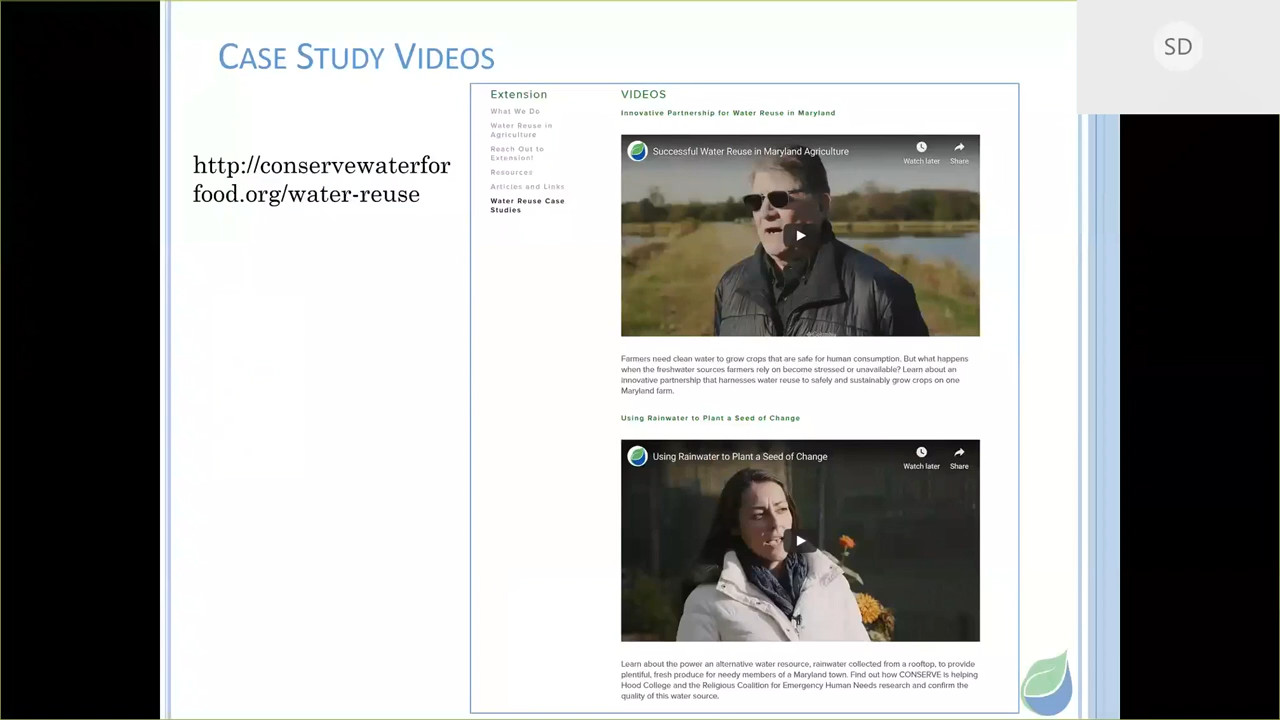 CASE STUDY VIDEOS
SD
http://conservewaterfor
food.org/water-reuse
Extension
What We Do
Water Reuse in
Agriculture
Reach Out to
Extension!
Resources
Articles and Links
Water Reuse Case
Studies
VIDEOS
Innovative Partnership for Water Reuse in Maryland
Successful Water Reuse in Maryland Agriculture
Watch later
Share
Farmers need clean water to grow crops that are safe for human consumption. But what happens
when the freshwater sources farmers rely on become stressed or unavailable? Learn about an
innovative partnership that harnesses water reuse to safely and sustainably grow crops on one
Maryland farm.
Using Rainwater to Plant a Seed of Change
Using Rainwater to Plant a Seed of Change
Watch later
Share
Learn about the power an alternative water resource, rainwater collected from a rooftop, to provide
plentiful, fresh produce for needy members of a Maryland town. Find out how CONSERVE is helping
Hood College and the Religious Coalition for Emergency Human Needs research and confirm the
quality of this water source.